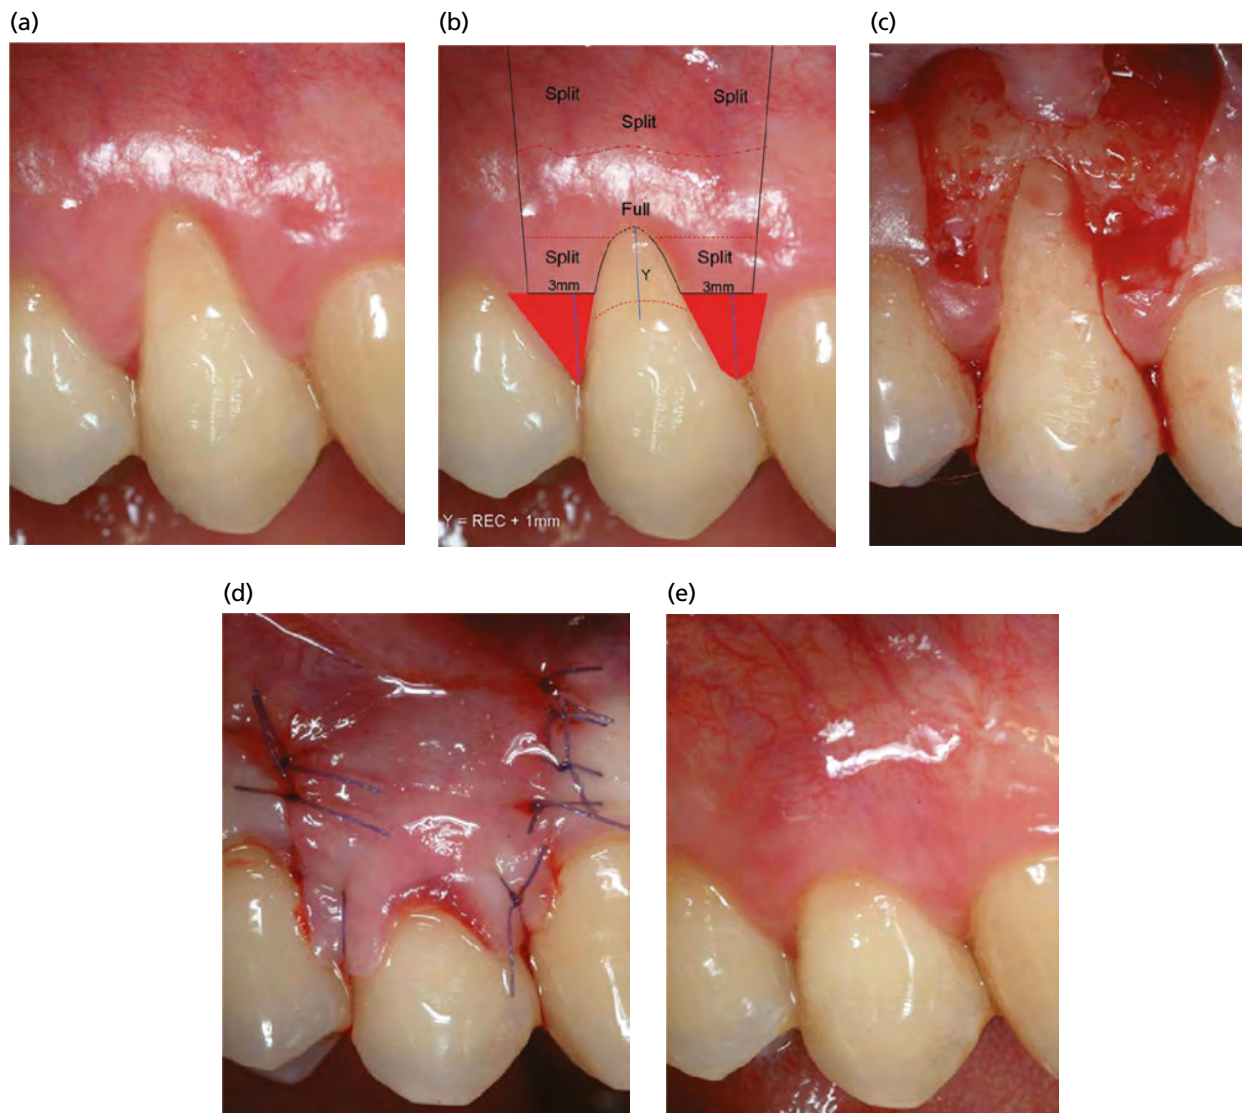 (a)
(b)
(c)
Split
Split
Split
Full
Split
Split
3mm
Y
3mm
Y = REC + 1mm
(d)
(e)